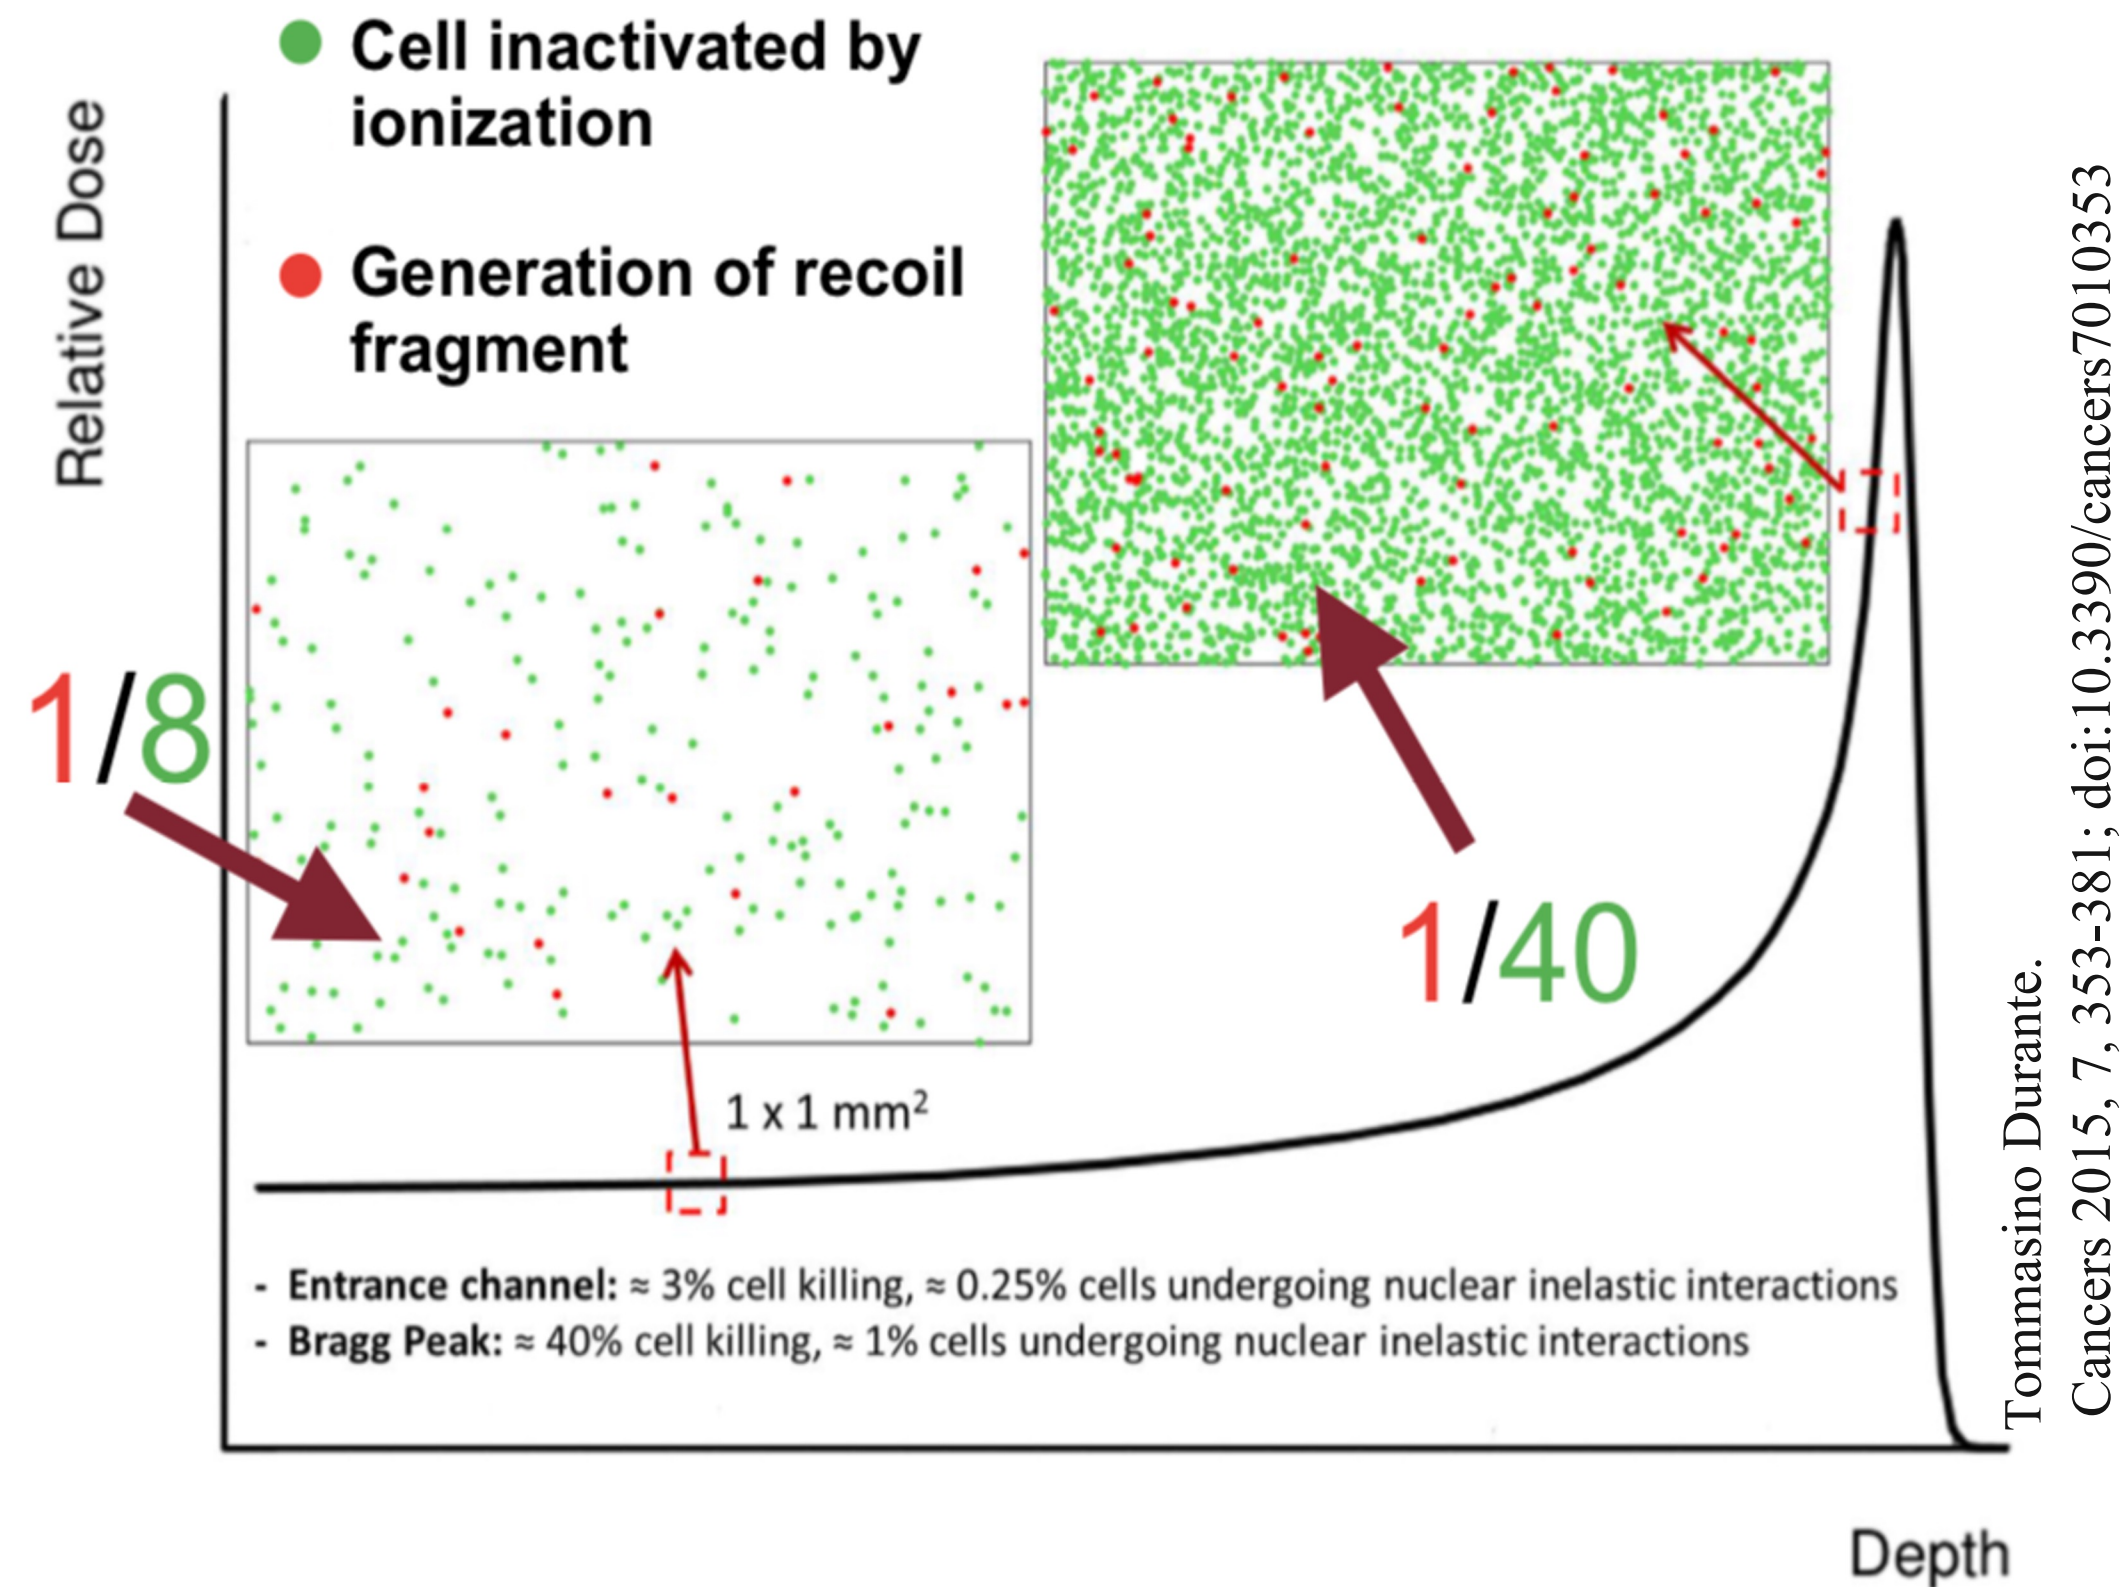 Cell inactivated by
ionization
Generation of recoil
fragment
Relative Dose
1/8
1/40
1 x 1 mm²
- Entrance channel: ≈ 3% cell killing, ≈ 0.25% cells undergoing nuclear inelastic interactions
- Bragg Peak: ≈ 40% cell killing, ≈ 1% cells undergoing nuclear inelastic interactions
Depth
Tommasino Durante.
Cancers 2015, 7, 353-381; doi:10.3390/cancers7010353